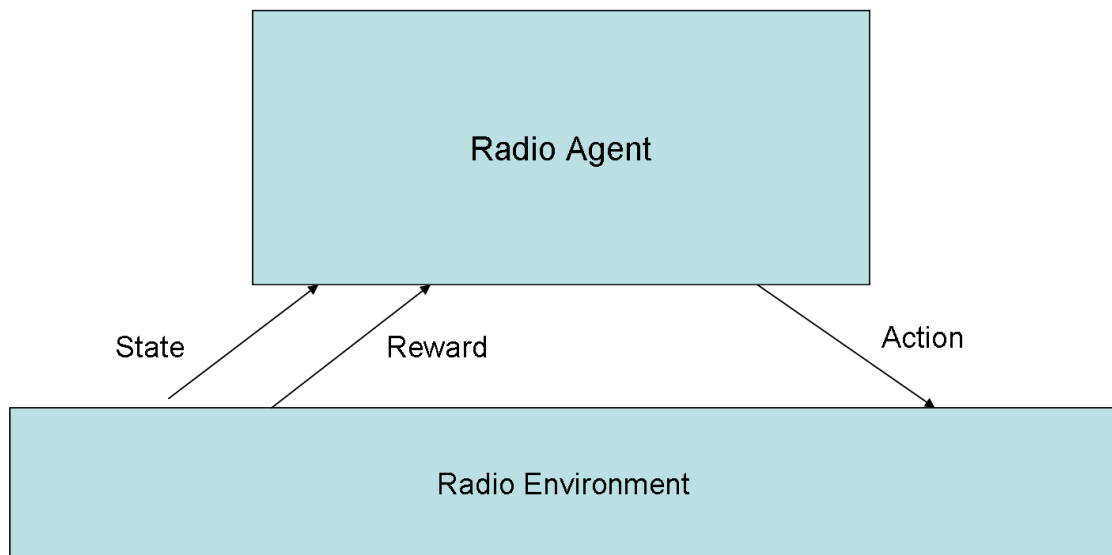 Radio Agent
State
Reward
Action
Radio Environment